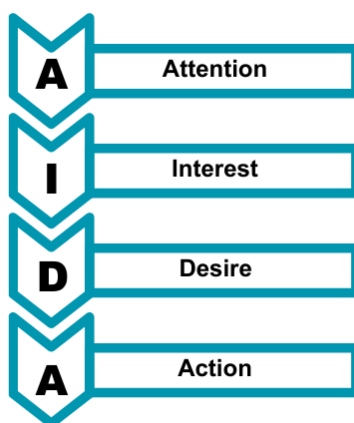 A Attention
I Interest
D Desire
A Action